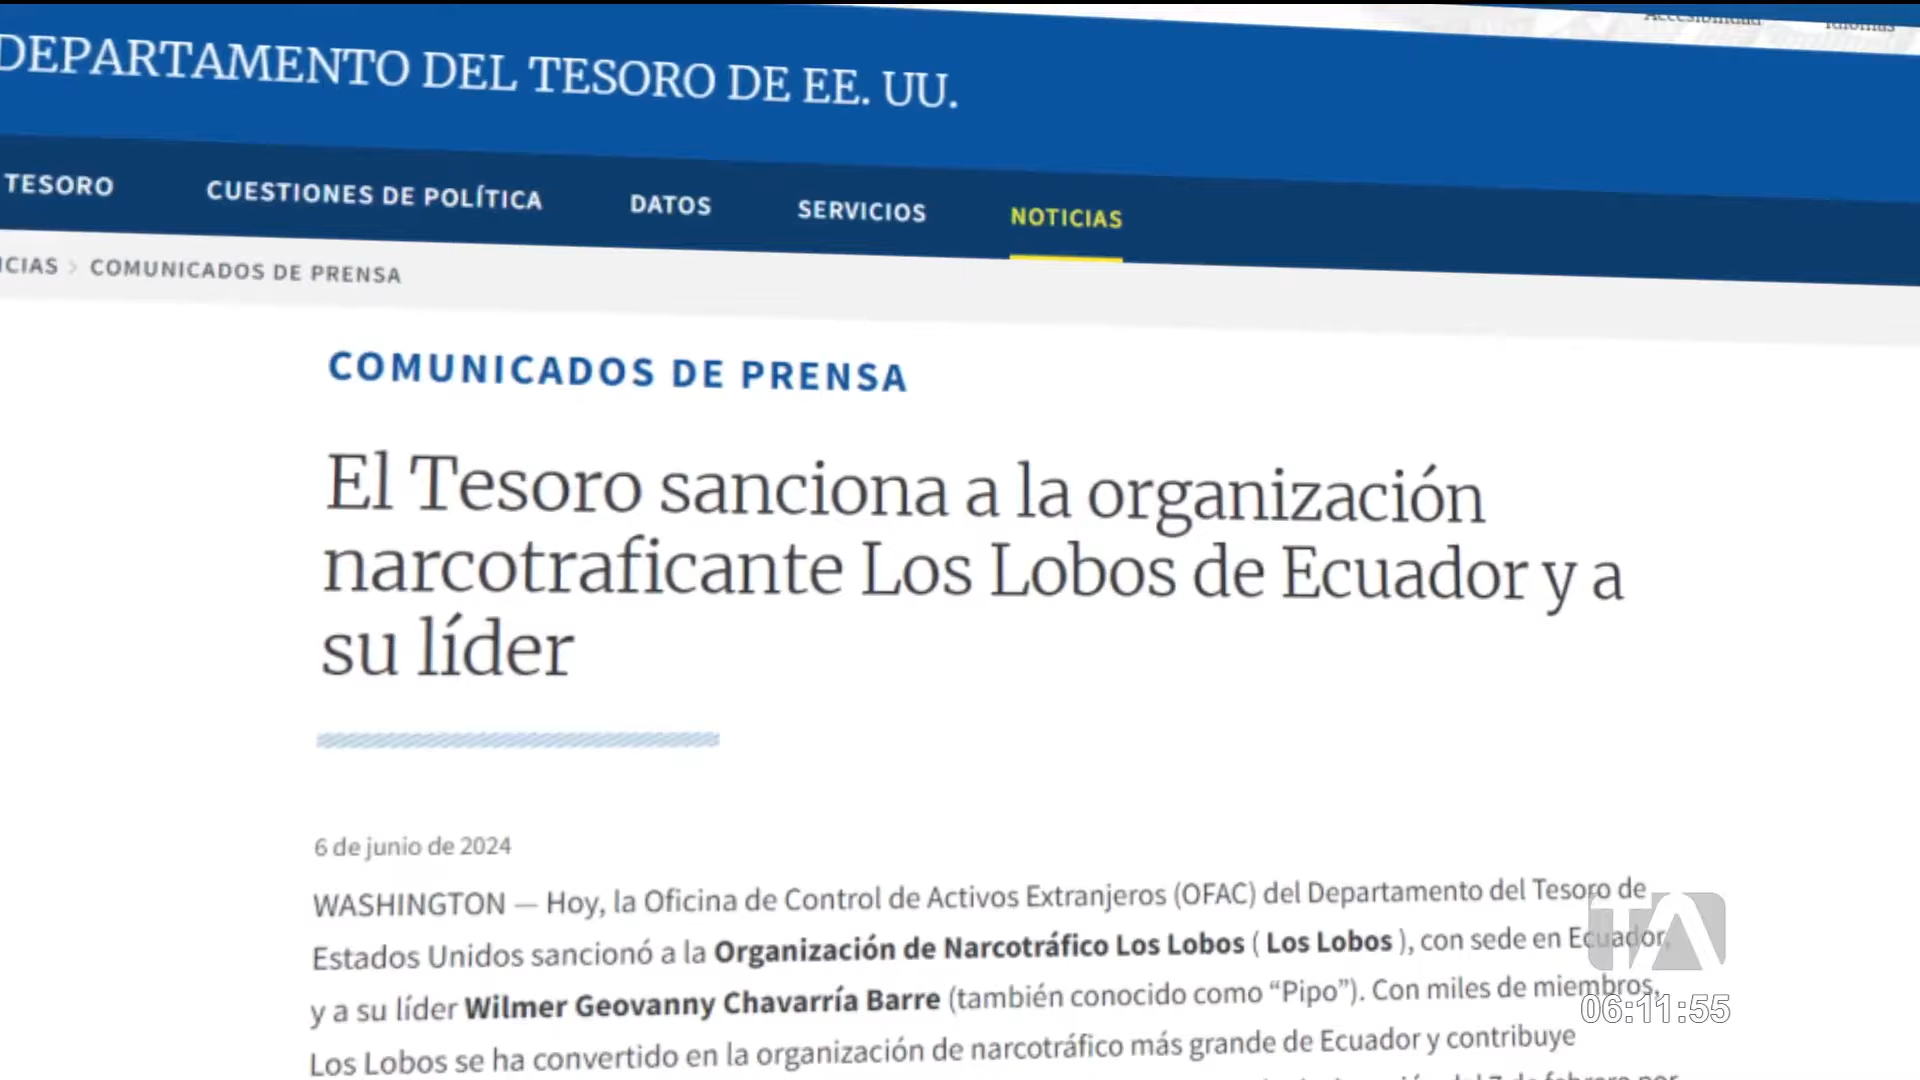 Accesibilidad Idiomas
DEPARTAMENTO DEL TESORO DE EE. UU.
TESORO CUESTIONES DE POLÍTICA DATOS SERVICIOS NOTICIAS
ICIAS > COMUNICADOS DE PRENSA
COMUNICADOS DE PRENSA
El Tesoro sanciona a la organización
narcotraficante Los Lobos de Ecuador y a
su líder
6 de junio de 2024
WASHINGTON — Hoy, la Oficina de Control de Activos Extranjeros (OFAC) del Departamento del Tesoro de
Estados Unidos sancionó a la Organización de Narcotráfico Los Lobos ( Los Lobos ), con sede en Ecuador,
y a su líder Wilmer Geovanny Chavarría Barre (también conocido como “Pipo”). Con miles de miembros,
Los Lobos se ha convertido en la organización de narcotráfico más grande de Ecuador y contribuye
TA
06:11:55